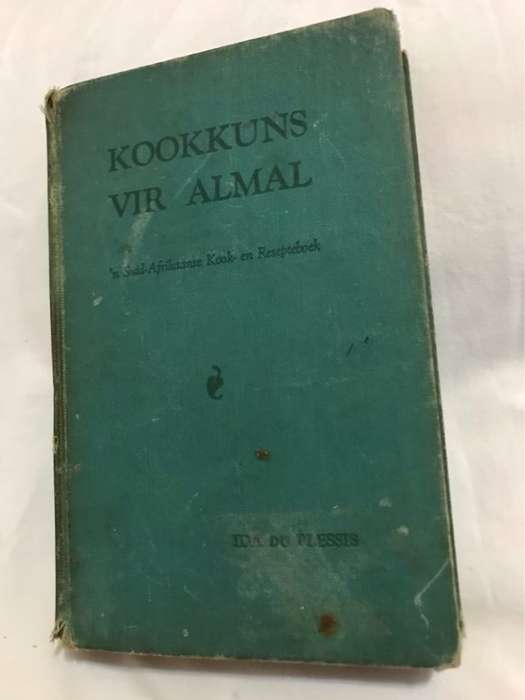 KOOKKUNS
VIR ALMAL
'n Suid-Afrikaanse Kook- en Resepteboek
IDA DU PLESSIS